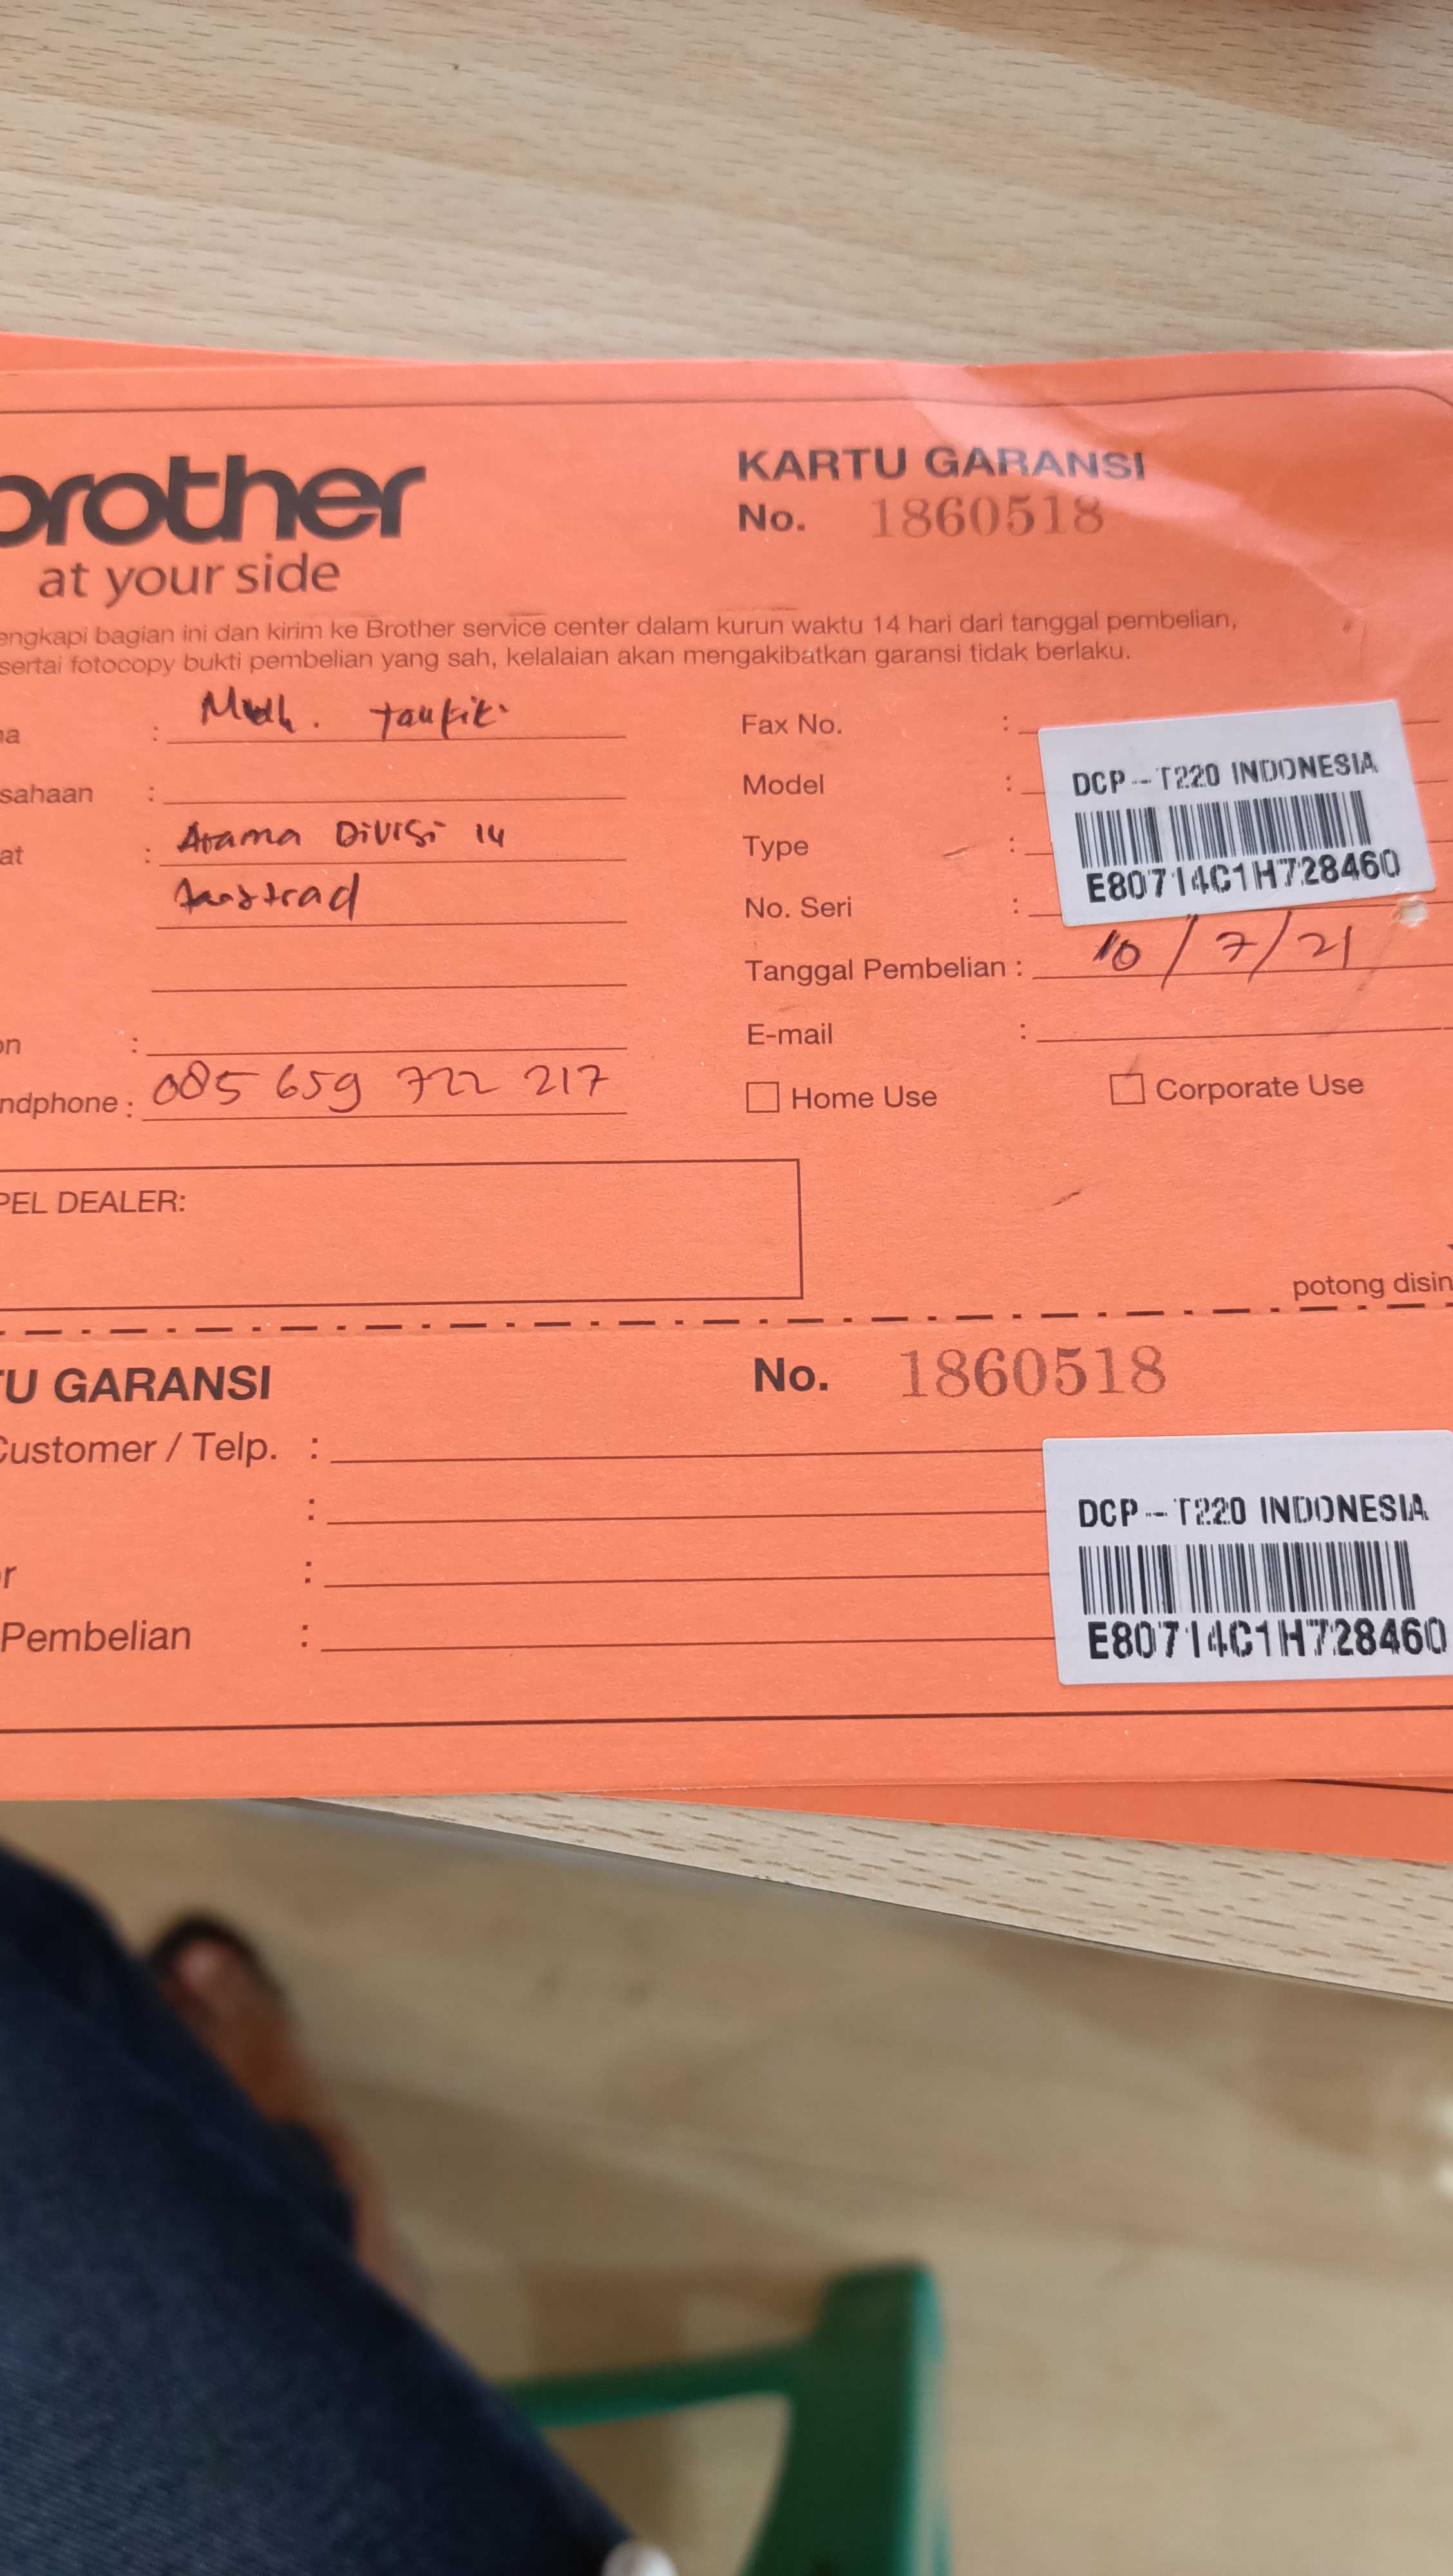 brother
at your side
KARTU GARANSI
No. 1860518
engkapi bagian ini dan kirim ke Brother service center dalam kurun waktu 14 hari dari tanggal pembelian,
sertai fotocopy bukti pembelian yang sah, kelalaian akan mengakibatkan garansi tidak berlaku.
na : Muh. taufik
sahaan :
at : Asrama Divisi 14
on :
ndphone : 085 659 722 217
Fax No. :
Model :
Type :
No. Seri :
DCP-T220 INDONESIA
E80714C1H728460
Tanggal Pembelian : 10/7/21
E-mail :
Home Use
Corporate Use
PEL DEALER:
potong disin
TU GARANSI
No. 1860518
Customer / Telp. :
:
r :
Pembelian :
DCP-T220 INDONESIA
E80714C1H728460